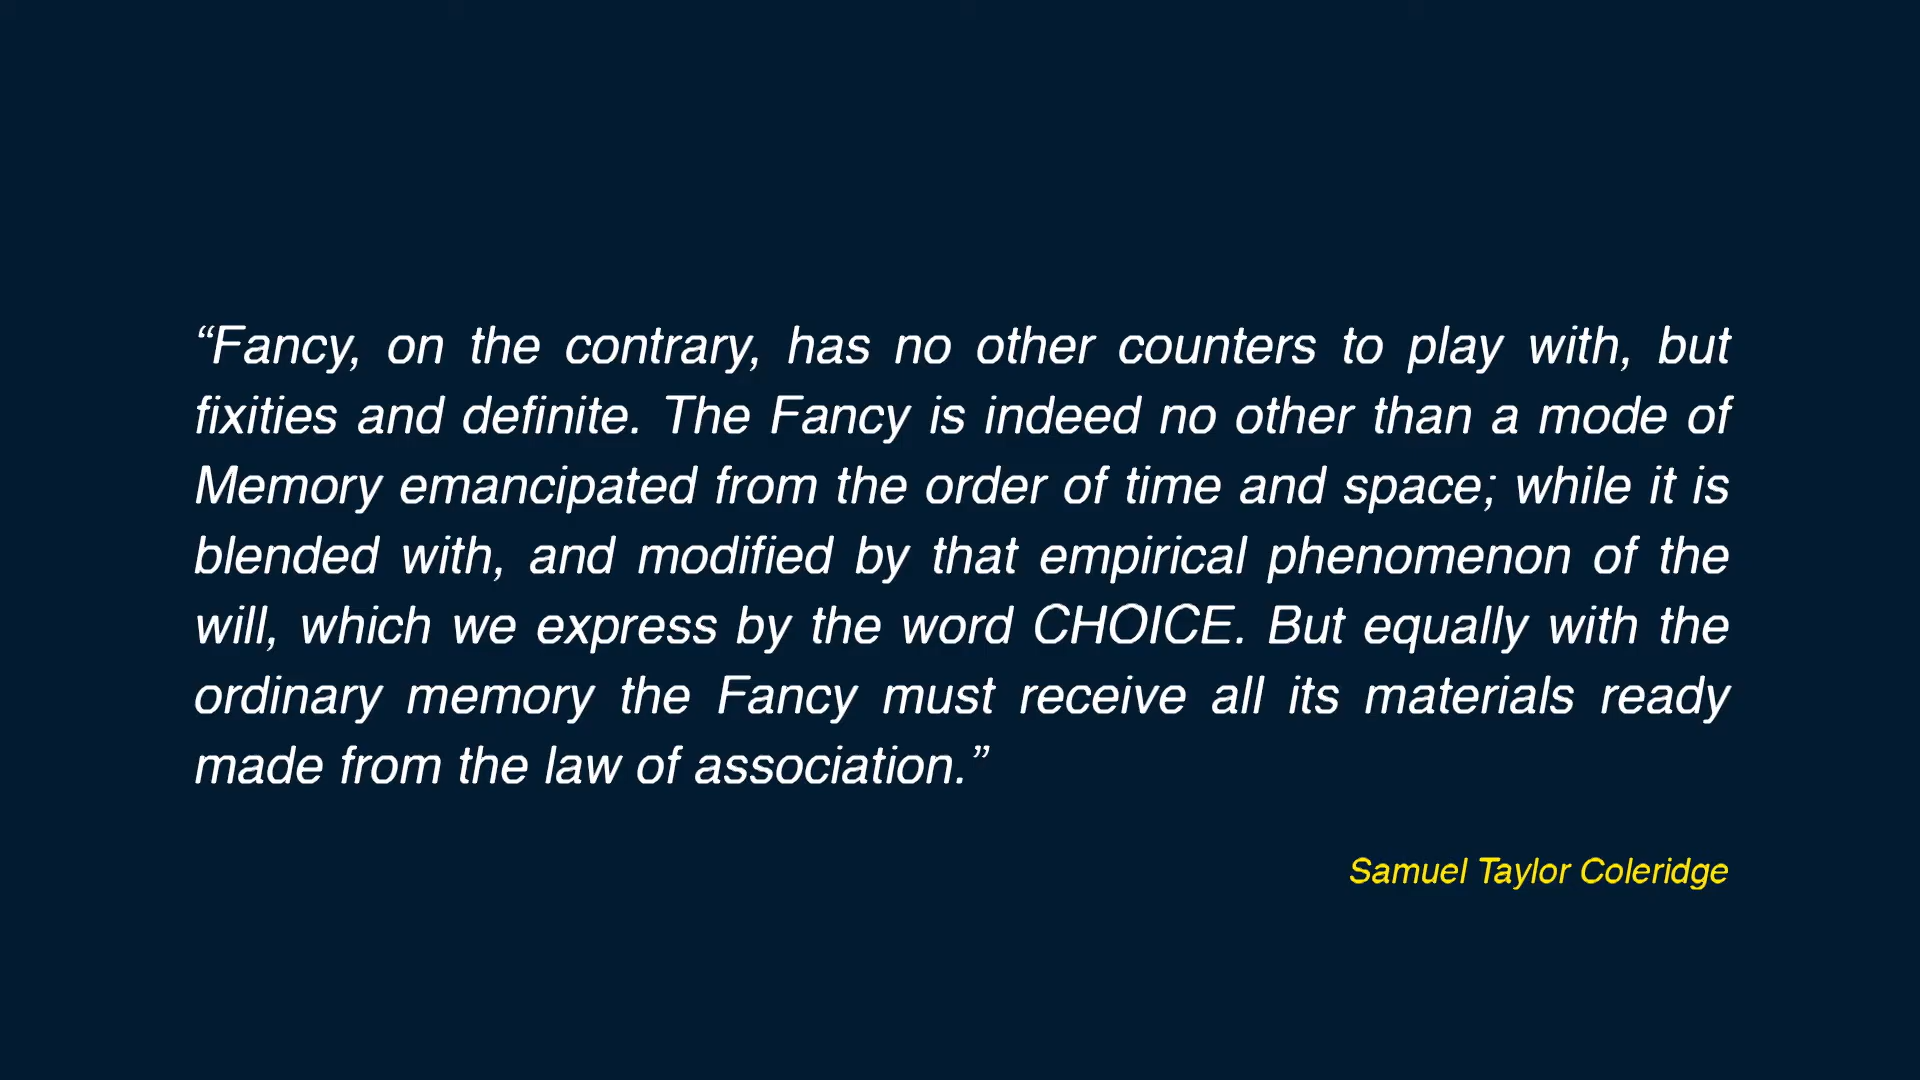 “Fancy, on the contrary, has no other counters to play with, but
fixities and definite. The Fancy is indeed no other than a mode of
Memory emancipated from the order of time and space; while it is
blended with, and modified by that empirical phenomenon of the
will, which we express by the word CHOICE. But equally with the
ordinary memory the Fancy must receive all its materials ready
made from the law of association.”
Samuel Taylor Coleridge